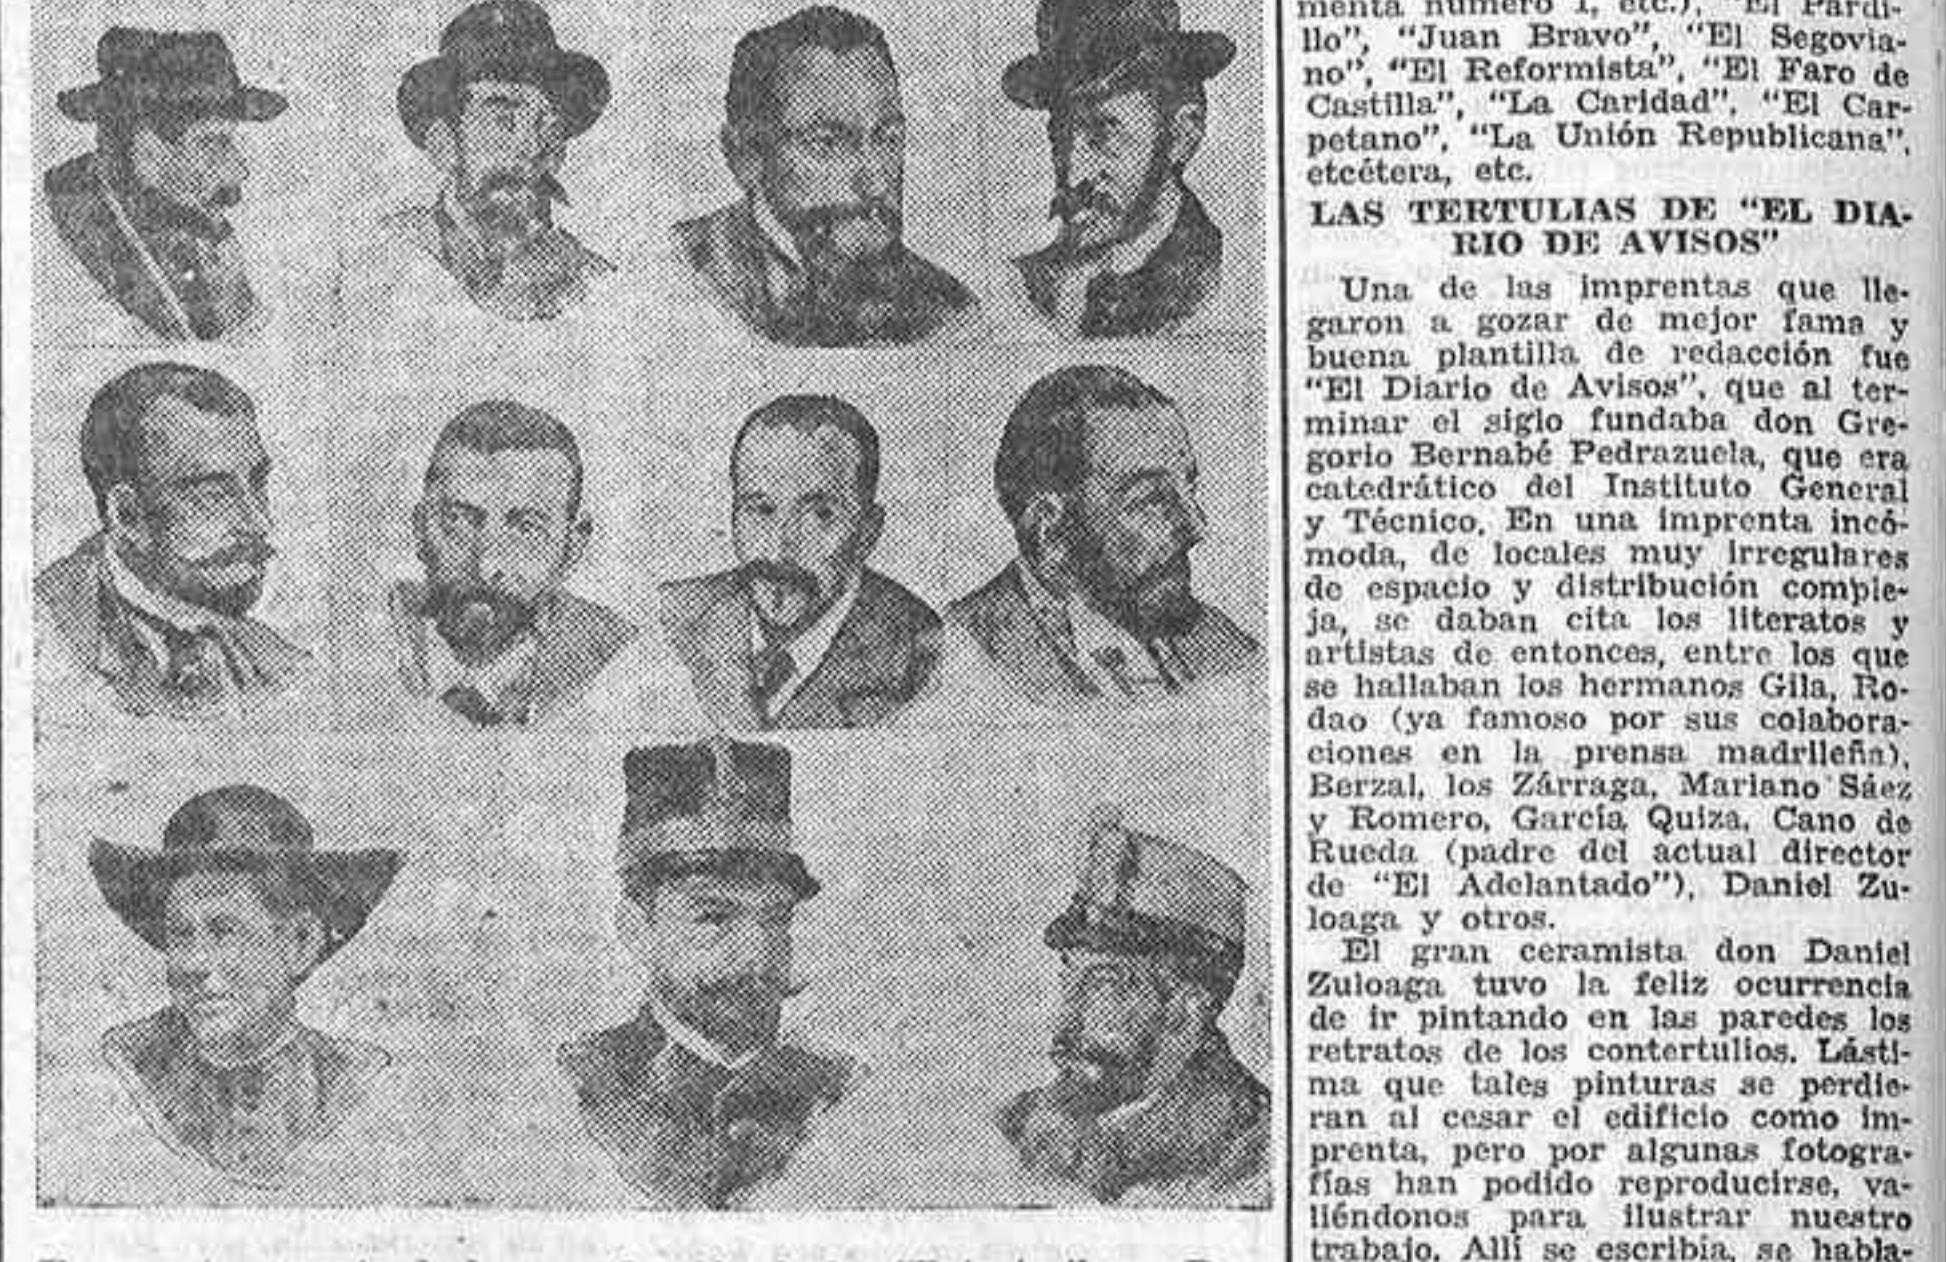 menta número 1, etc.), "El Pardi-
llo", "Juan Bravo", "El Segovia-
no", "El Reformista", "El Faro de
Castilla", "La Caridad", "El Car-
petano", "La Unión Republicana",
etcétera, etc.
LAS TERTULIAS DE "EL DIA-
RIO DE AVISOS"
Una de las imprentas que lle-
garon a gozar de mejor fama y
buena plantilla de redacción fue
"El Diario de Avisos", que al ter-
minar el siglo fundaba don Gre-
gorio Bernabé Pedrazuela, que era
catedrático del Instituto General
y Técnico. En una imprenta incó-
moda, de locales muy irregulares
de espacio y distribución comple-
ja, se daban cita los literatos y
artistas de entonces, entre los que
se hallaban los hermanos Gila, Ro-
dao (ya famoso por sus colabora-
ciones en la prensa madrileña),
Berzal, los Zárraga, Mariano Sáez
y Romero, García Quiza, Cano de
Rueda (padre del actual director
de "El Adelantado"), Daniel Zu-
loaga y otros.
El gran ceramista don Daniel
Zuloaga tuvo la feliz ocurrencia
de ir pintando en las paredes los
retratos de los contertulios. Lásti-
ma que tales pinturas se perdie-
ran al cesar el edificio como im-
prenta, pero por algunas fotogra-
fías han podido reproducirse, va-
liéndonos para ilustrar nuestro
trabajo. Allí se escribía, se habla-